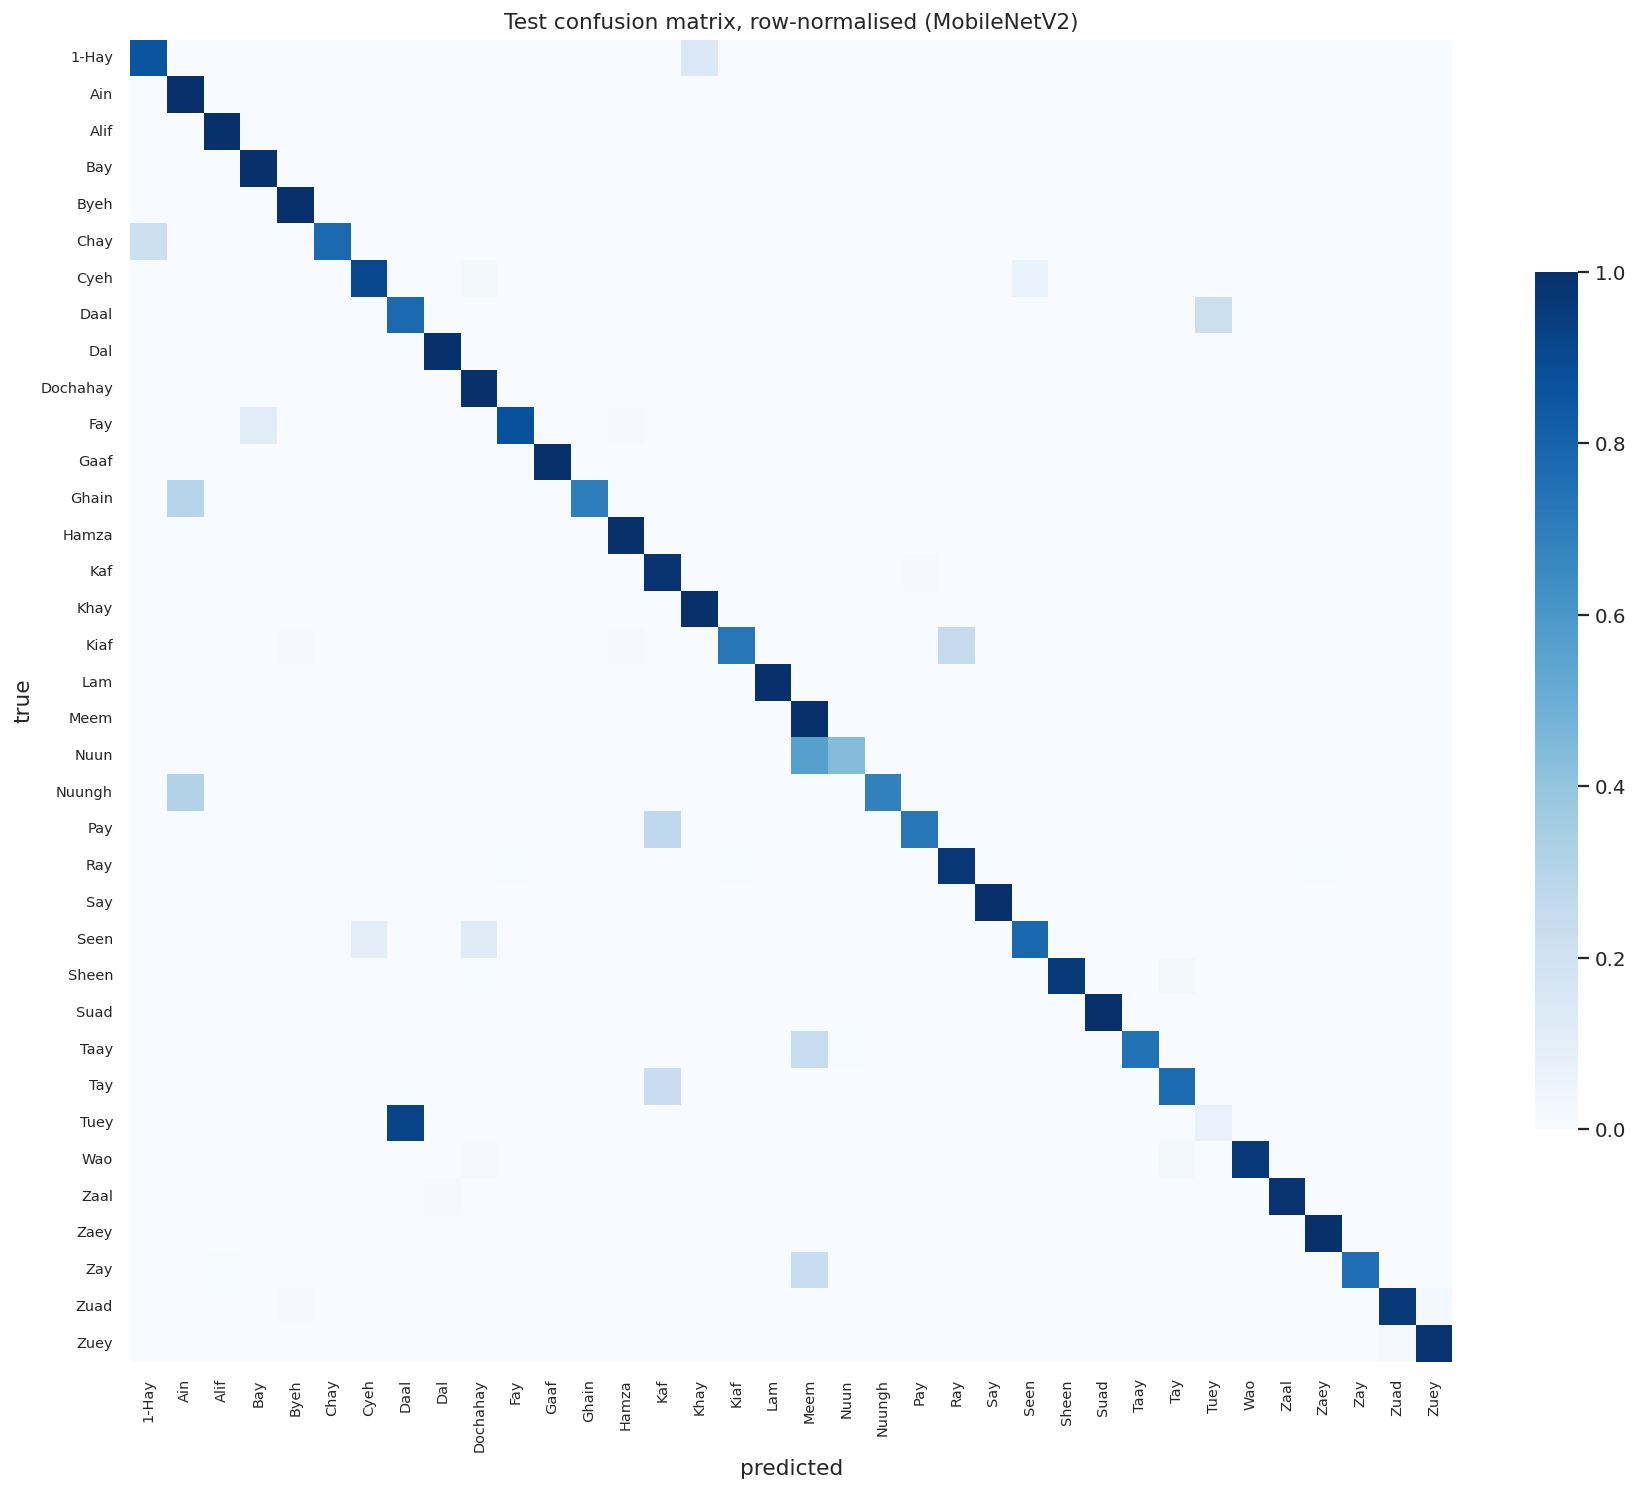 Test confusion matrix, row-normalised (MobileNetV2)
1-Hay
Ain
Alif
Bay
Byeh
Chay
Cyeh
Daal
Dal
Dochahay
Fay
Gaaf
Ghain
Hamza
Kaf
Khay
Kiaf
Lam
Meem
Nuun
Nuungh
Pay
Ray
Say
Seen
Sheen
Suad
Taay
Tay
Tuey
Wao
Zaal
Zaey
Zay
Zuad
Zuey
true
1-Hay Ain Alif Bay Byeh Chay Cyeh Daal Dal Dochahay Fay Gaaf Ghain Hamza Kaf Khay Kiaf Lam Meem Nuun Nuungh Pay Ray Say Seen Sheen Suad Taay Tay Tuey Wao Zaal Zaey Zay Zuad Zuey
predicted
1.0
0.8
0.6
0.4
0.2
0.0